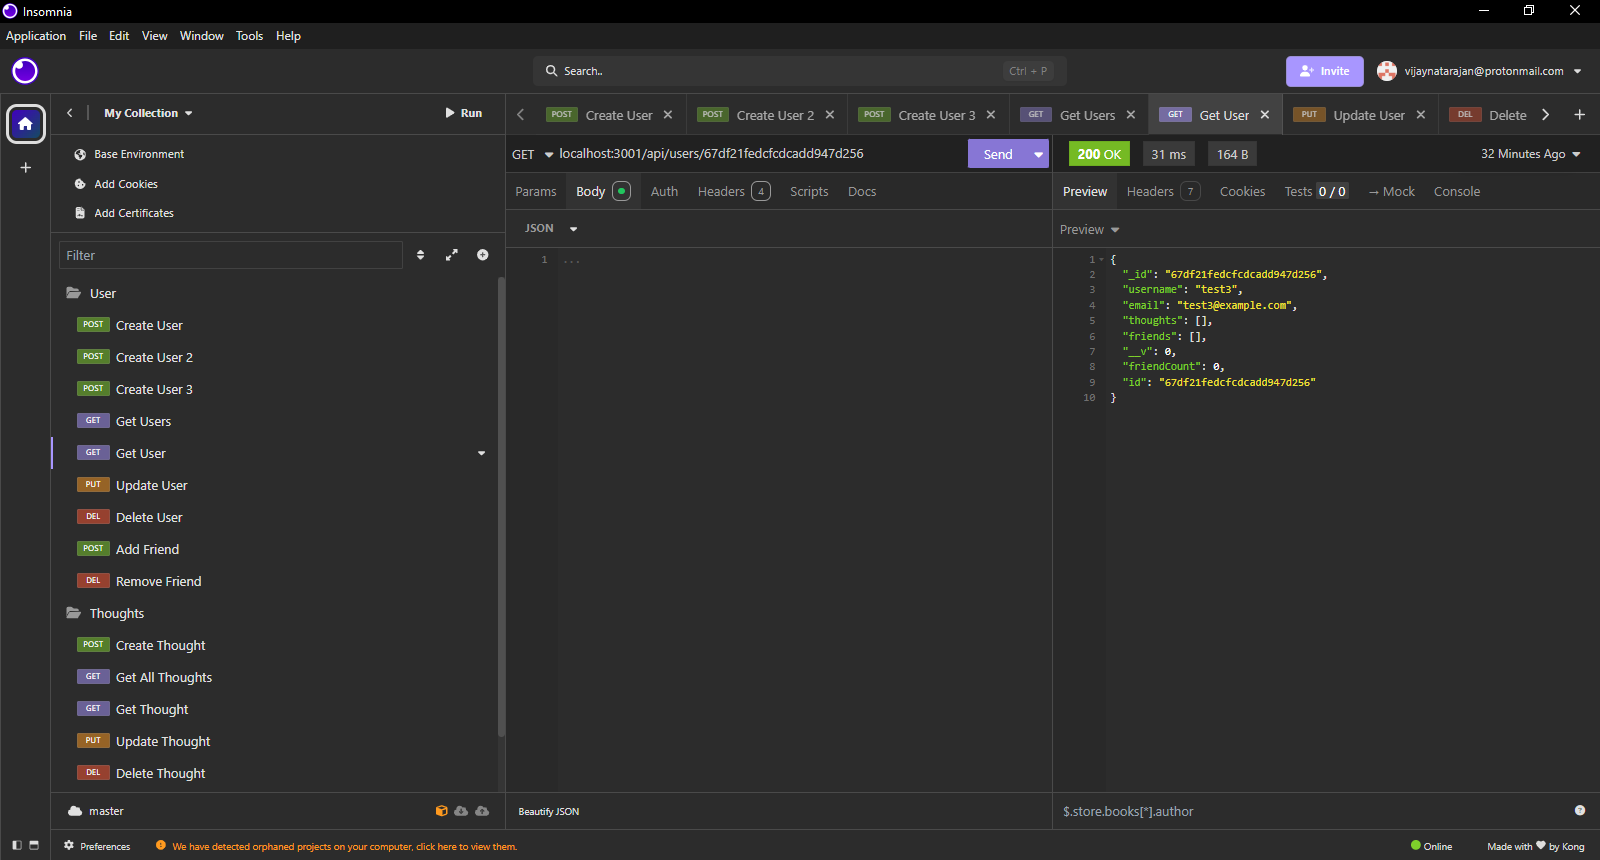 Insomnia
Application File Edit View Window Tools Help
Search.. Ctrl + P Invite vijaynatarajan@protonmail.com
My Collection Run
POST Create User POST Create User 2 POST Create User 3 GET Get Users GET Get User PUT Update User DEL Delete
Base Environment
Add Cookies
Add Certificates
GET localhost:3001/api/users/67df21fedcfcdcadd947d256 Send
200 OK 31 ms 164 B 32 Minutes Ago
Params Body Auth Headers 4 Scripts Docs
Preview Headers 7 Cookies Tests 0 / 0 → Mock Console
JSON
Preview
Filter
User
POST Create User
POST Create User 2
POST Create User 3
GET Get Users
GET Get User
PUT Update User
DEL Delete User
POST Add Friend
DEL Remove Friend
Thoughts
POST Create Thought
GET Get All Thoughts
GET Get Thought
PUT Update Thought
DEL Delete Thought
1 ...
1 {
2 "_id": "67df21fedcfcdcadd947d256",
3 "username": "test3",
4 "email": "test3@example.com",
5 "thoughts": [],
6 "friends": [],
7 "__v": 0,
8 "friendCount": 0,
9 "id": "67df21fedcfcdcadd947d256"
10 }
master
Beautify JSON
$.store.books[*].author
Preferences We have detected orphaned projects on your computer, click here to view them.
Online Made with ♥ by Kong